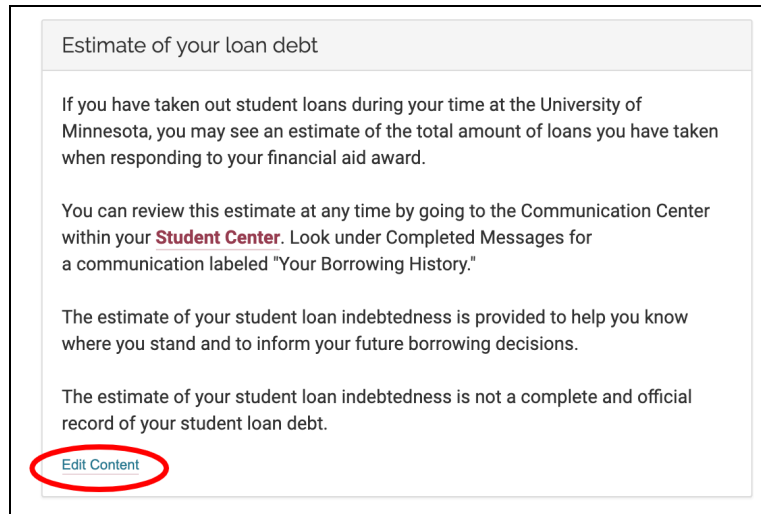 Estimate of your loan debt
If you have taken out student loans during your time at the University of
Minnesota, you may see an estimate of the total amount of loans you have taken
when responding to your financial aid award.
You can review this estimate at any time by going to the Communication Center
within your Student Center. Look under Completed Messages for
a communication labeled "Your Borrowing History."
The estimate of your student loan indebtedness is provided to help you know
where you stand and to inform your future borrowing decisions.
The estimate of your student loan indebtedness is not a complete and official
record of your student loan debt.
Edit Content